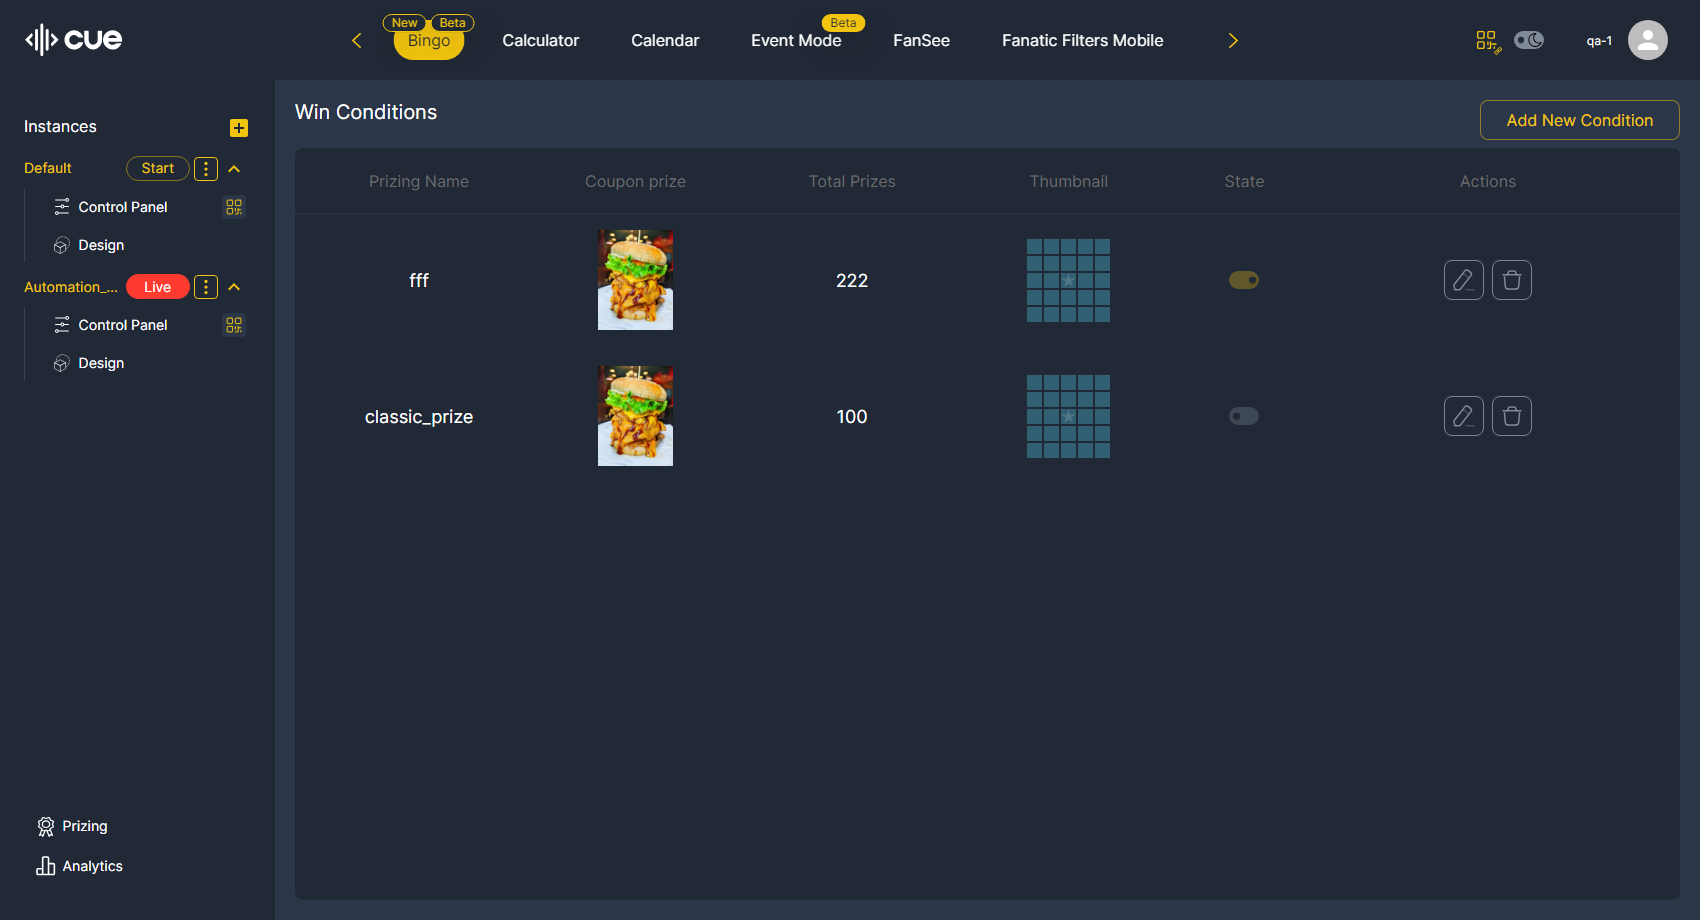 cue
New Beta
Beta
Bingo Calculator Calendar Event Mode FanSee Fanatic Filters Mobile
qa-1
Instances
Default Start
Control Panel
Design
Automation_... Live
Control Panel
Design
Prizing
Analytics
Win Conditions
Add New Condition
Prizing Name Coupon prize Total Prizes Thumbnail State Actions
fff 222
classic_prize 100